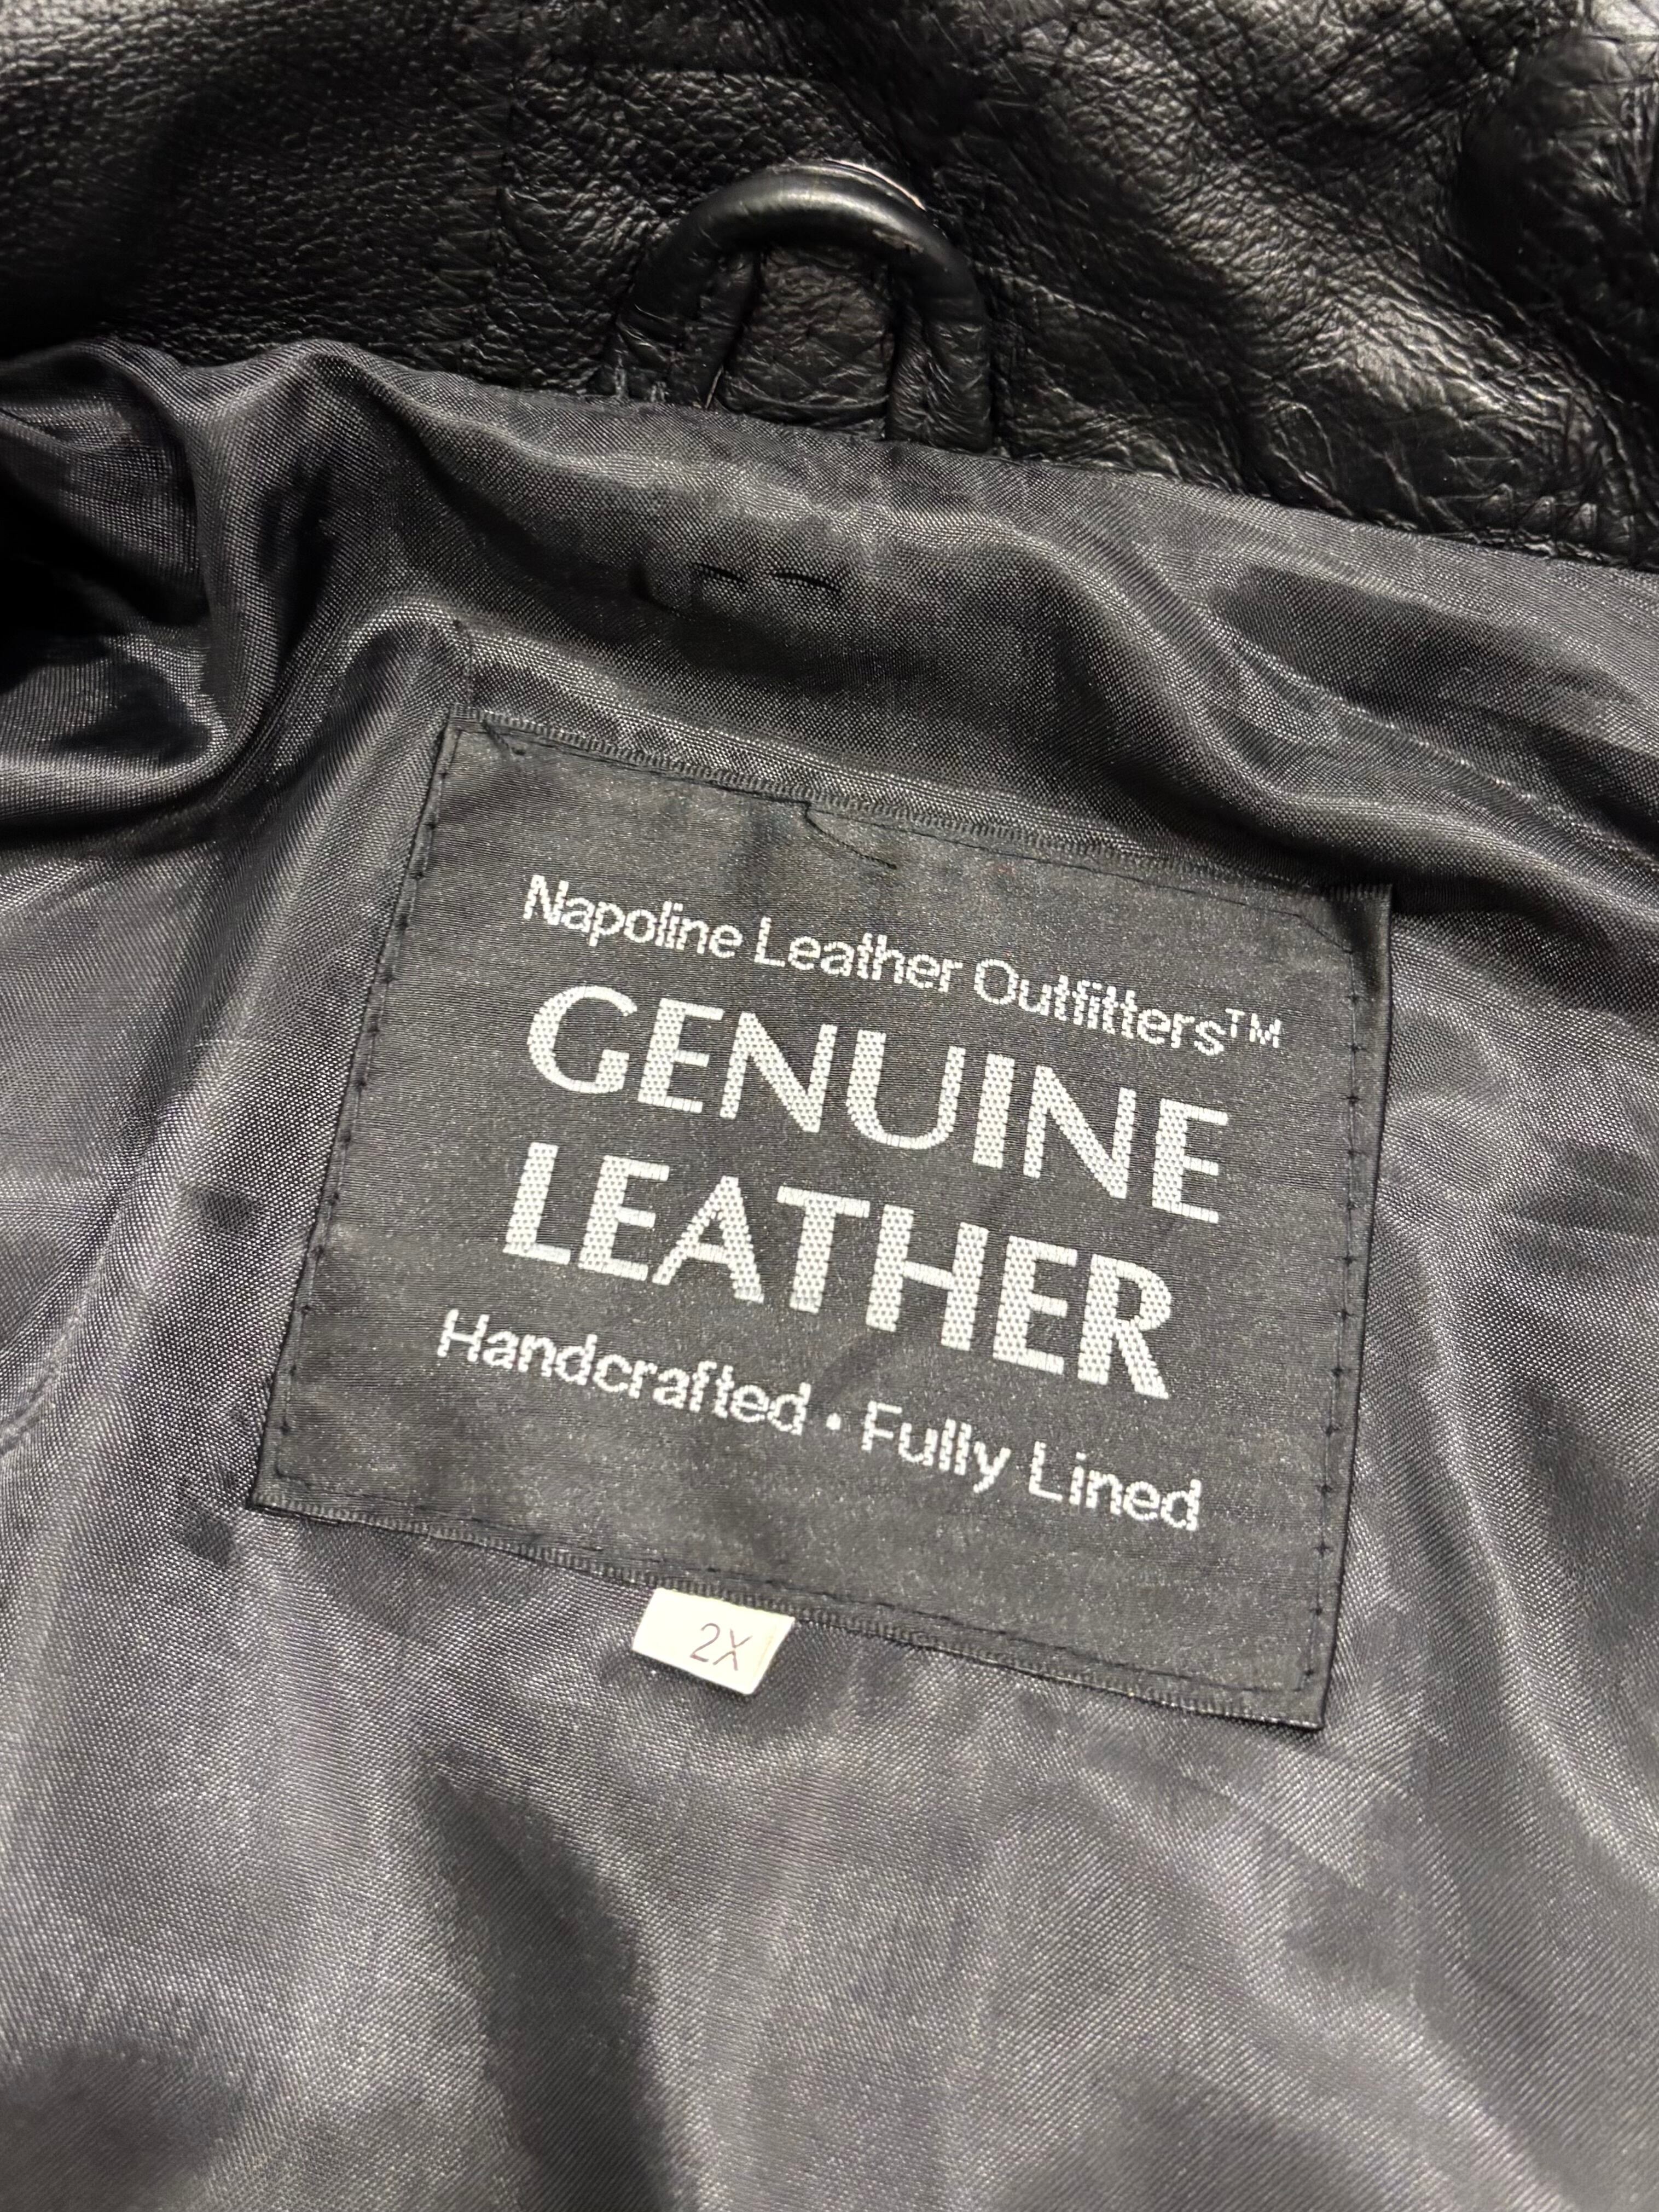 Napoline Leather Outfitters™
GENUINE
LEATHER
Handcrafted • Fully Lined
2X